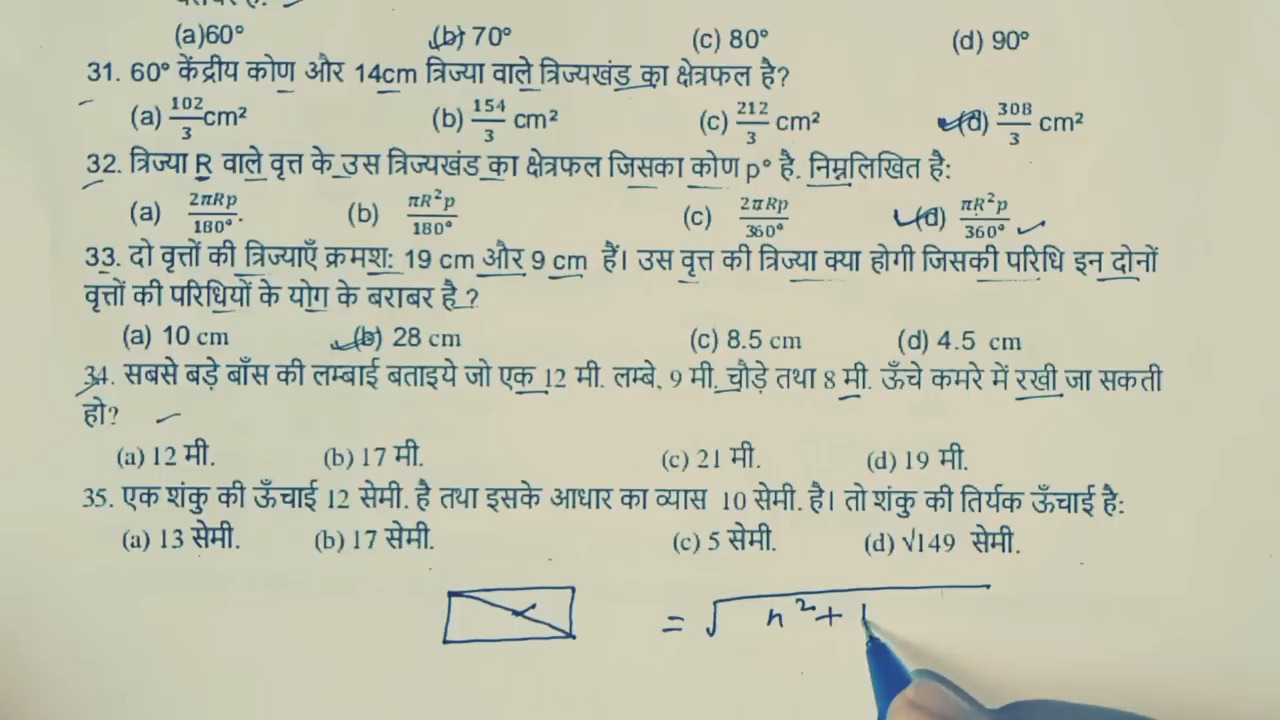 (a)60° (b) 70° (c) 80° (d) 90°
31. 60° केंद्रीय कोण और 14cm त्रिज्या वाले त्रिज्यखंड का क्षेत्रफल है?
(a) 102/3 cm² (b) 154/3 cm² (c) 212/3 cm² (d) 308/3 cm²
32. त्रिज्या R वाले वृत्त के उस त्रिज्यखंड का क्षेत्रफल जिसका कोण p° है. निम्नलिखित है:
(a) 2πRp/180°. (b) πR²p/180° (c) 2πRp/360° (d) πR²p/360°
33. दो वृत्तों की त्रिज्याएँ क्रमश: 19 cm और 9 cm हैं। उस वृत्त की त्रिज्या क्या होगी जिसकी परिधि इन दोनों
वृत्तों की परिधियों के योग के बराबर है ?
(a) 10 cm (b) 28 cm (c) 8.5 cm (d) 4.5 cm
34. सबसे बड़े बाँस की लम्बाई बताइये जो एक 12 मी. लम्बे, 9 मी. चौड़े तथा 8 मी. ऊँचे कमरे में रखी जा सकती
हो?
(a) 12 मी. (b) 17 मी. (c) 21 मी. (d) 19 मी.
35. एक शंकु की ऊँचाई 12 सेमी. है तथा इसके आधार का व्यास 10 सेमी. है। तो शंकु की तिर्यक ऊँचाई है:
(a) 13 सेमी. (b) 17 सेमी. (c) 5 सेमी. (d) √149 सेमी.
= √ h² +